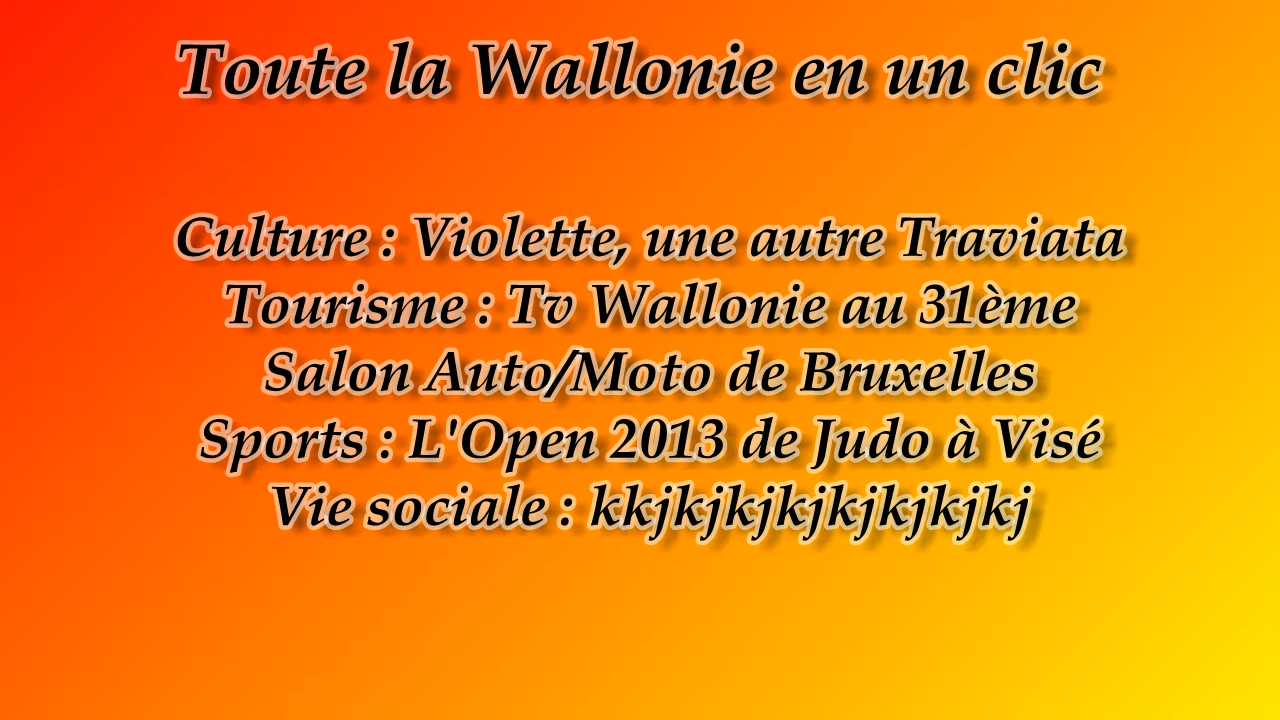 Toute la Wallonie en un clic
Culture : Violette, une autre Traviata
Tourisme : Tv Wallonie au 31ème
Salon Auto/Moto de Bruxelles
Sports : L'Open 2013 de Judo à Visé
Vie sociale : kkjkjkjkjkjkjkjkj